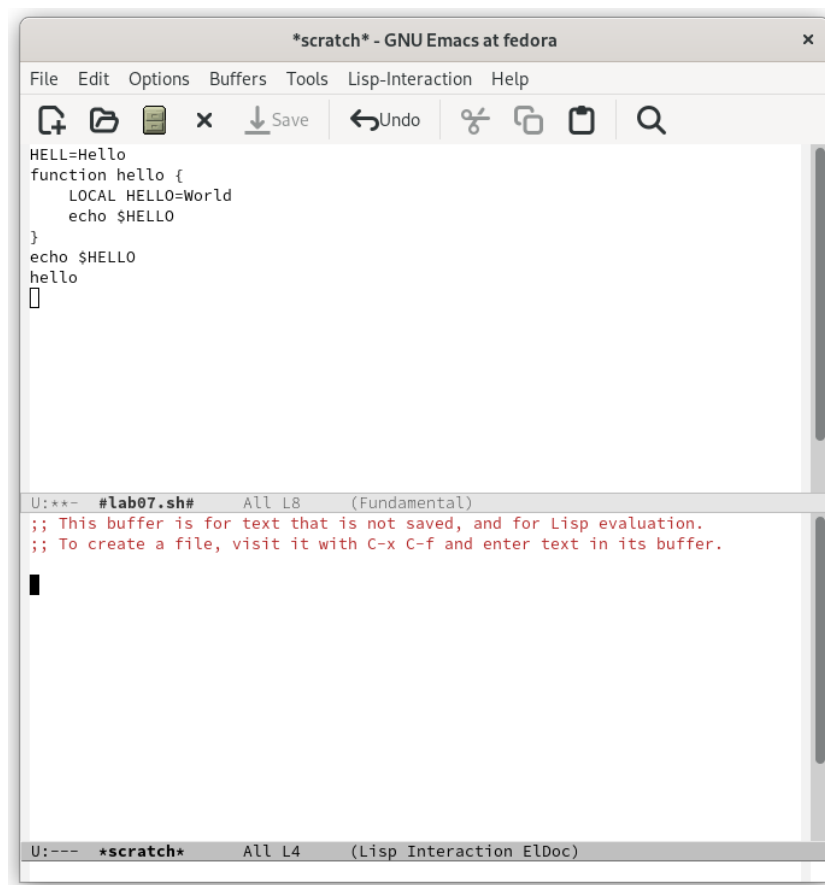 *scratch* - GNU Emacs at fedora
File Edit Options Buffers Tools Lisp-Interaction Help
Save Undo
HELL=Hello
function hello {
    LOCAL HELLO=World
    echo $HELLO
}
echo $HELLO
hello
U:**-  #lab07.sh#     All L8     (Fundamental)
;; This buffer is for text that is not saved, and for Lisp evaluation.
;; To create a file, visit it with C-x C-f and enter text in its buffer.
U:---  *scratch*      All L4     (Lisp Interaction ElDoc)